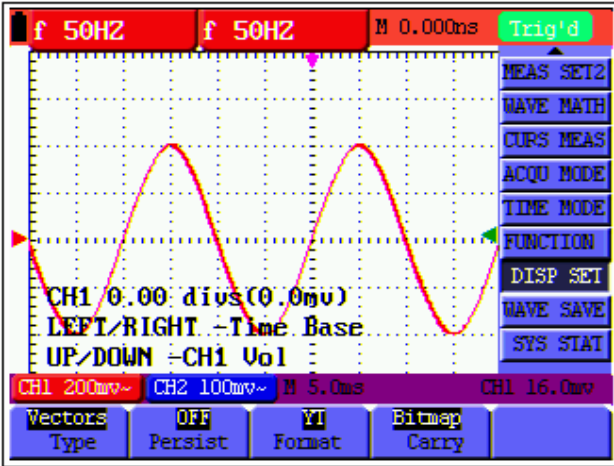 f 50HZ f 50HZ M 0.000ns Trig'd
MEAS SET2
WAVE MATH
CURS MEAS
ACQU MODE
TIME MODE
FUNCTION
DISP SET
WAVE SAVE
SYS STAT
CH1 0.00 divs(0.0mv)
LEFT/RIGHT -Time Base
UP/DOWN -CH1 Vol
CH1 200mv~ CH2 100mv~ M 5.0ms CH1 16.0mv
Vectors OFF YT Bitmap
Type Persist Format Carry